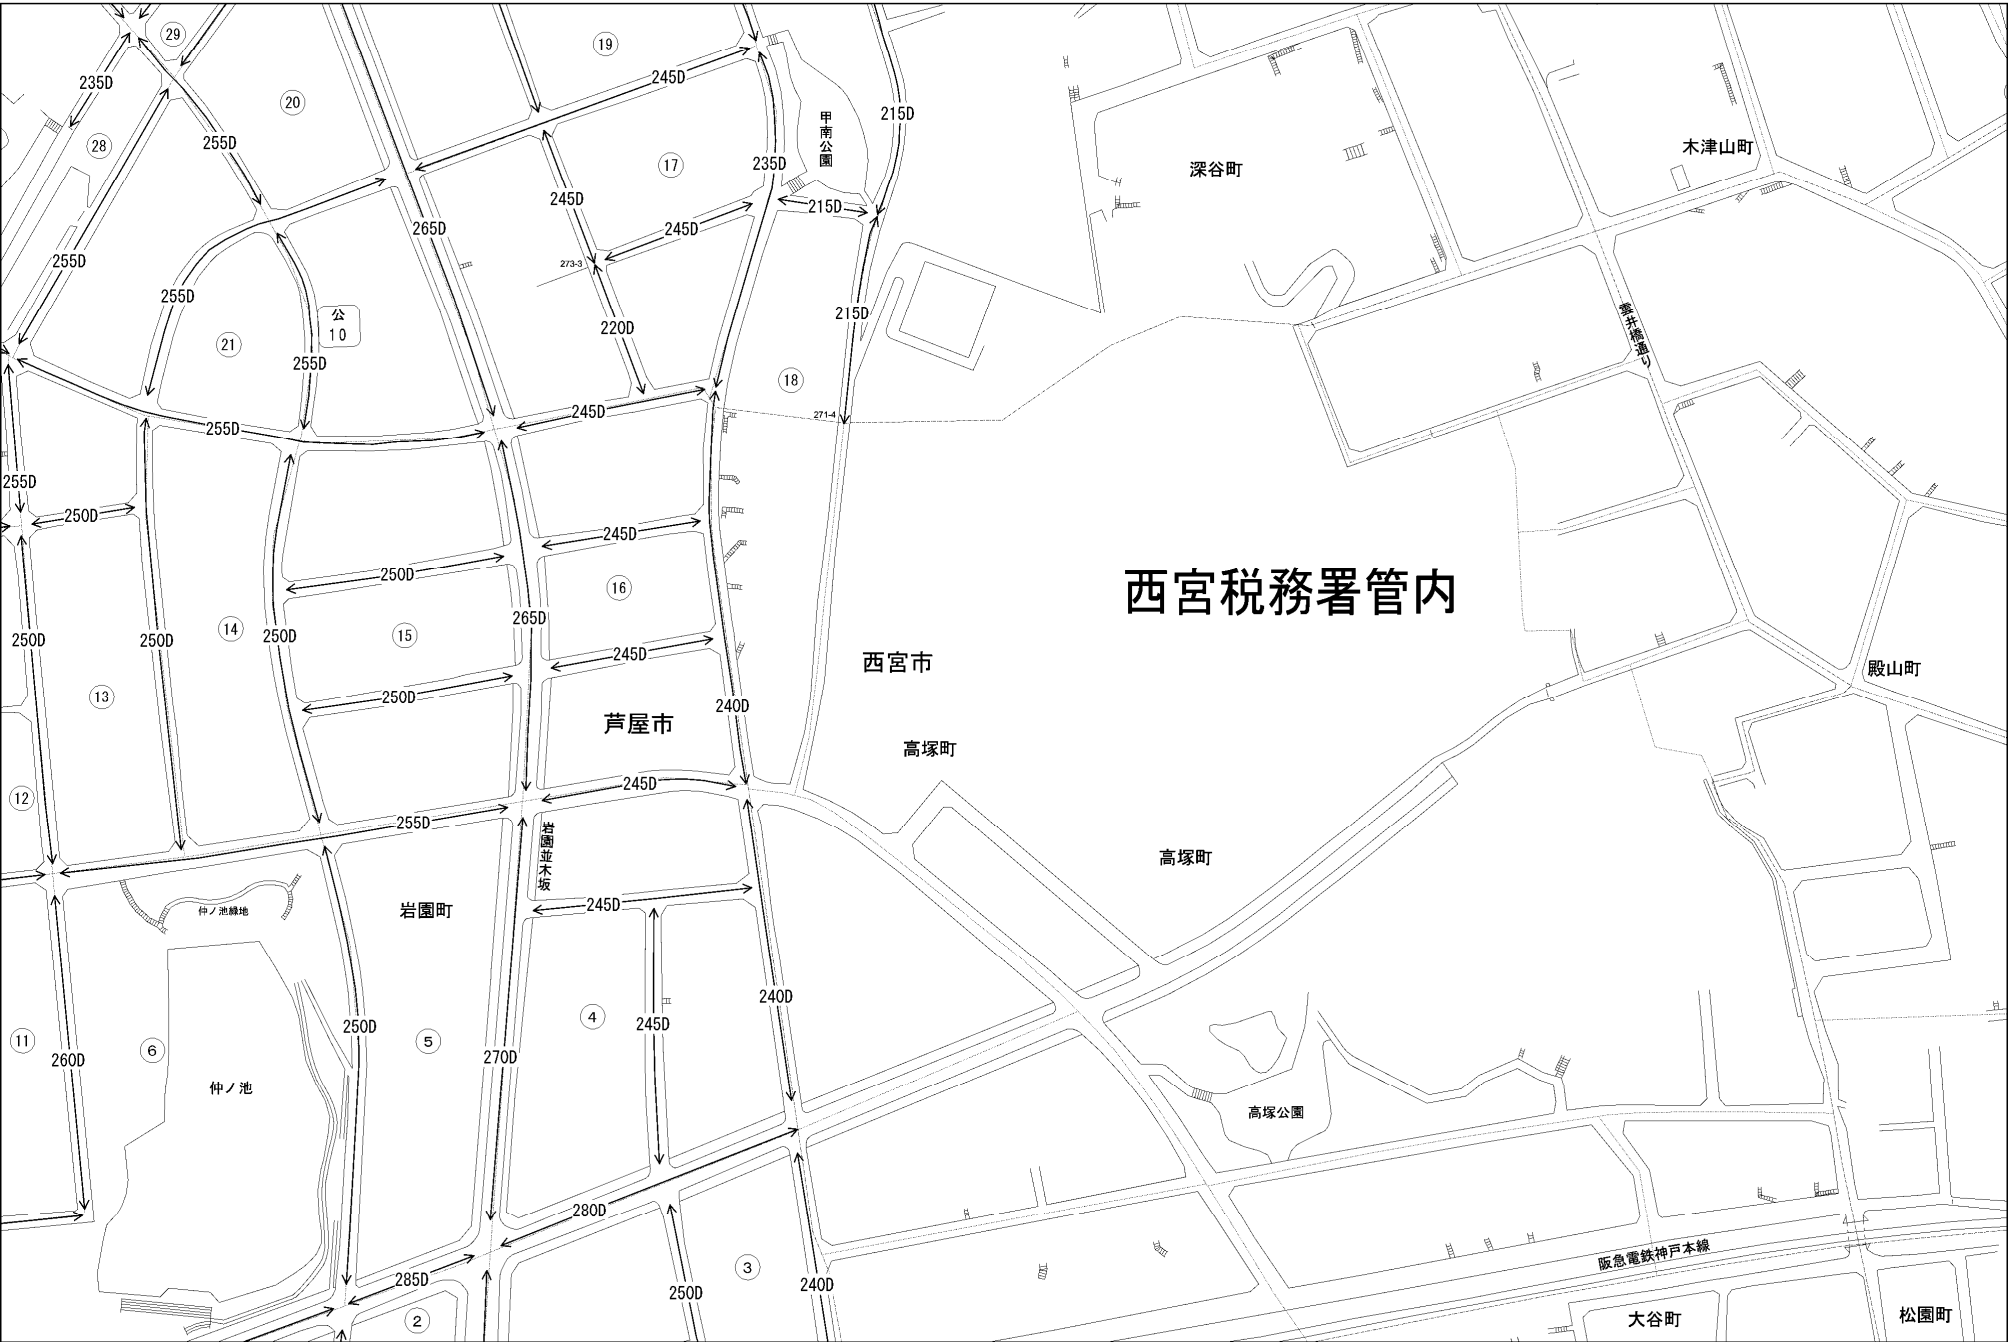 29
19
20
235D
245D
255D
215D
甲南公園
28
17
235D
深谷町
木津山町
245D
215D
265D
245D
255D
273-3
255D
公
10
215D
220D
雲井橋通り
21
255D
18
245D
271-4
255D
255D
250D
245D
250D
16
西宮税務署管内
265D
14
15
250D
250D
250D
245D
西宮市
殿山町
13
250D
240D
芦屋市
高塚町
245D
12
255D
岩園並木坂
高塚町
245D
仲ノ池緑地
岩園町
240D
4
245D
250D
11
5
6
260D
270D
仲ノ池
高塚公園
280D
阪急電鉄神戸本線
3
285D
240D
250D
2
大谷町
松園町